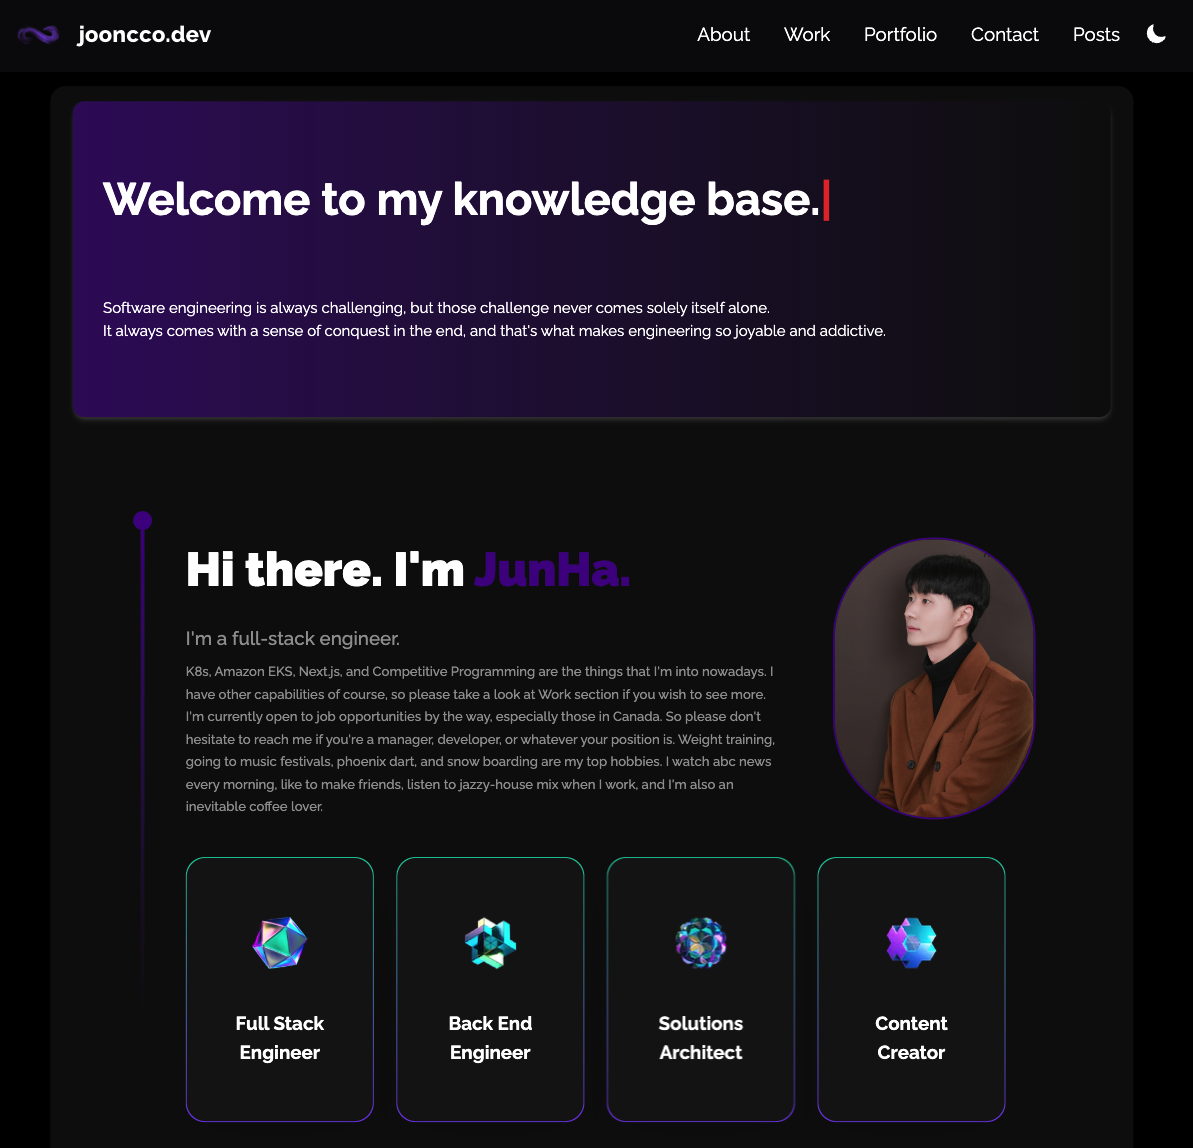 jooncco.dev
About Work Portfolio Contact Posts
Welcome to my knowledge base.
Software engineering is always challenging, but those challenge never comes solely itself alone.
It always comes with a sense of conquest in the end, and that's what makes engineering so joyable and addictive.
Hi there. I'm JunHa.
I'm a full-stack engineer.
K8s, Amazon EKS, Next.js, and Competitive Programming are the things that I'm into nowadays. I
have other capabilities of course, so please take a look at Work section if you wish to see more.
I'm currently open to job opportunities by the way, especially those in Canada. So please don't
hesitate to reach me if you're a manager, developer, or whatever your position is. Weight training,
going to music festivals, phoenix dart, and snow boarding are my top hobbies. I watch abc news
every morning, like to make friends, listen to jazzy-house mix when I work, and I'm also an
inevitable coffee lover.
Full Stack
Engineer
Back End
Engineer
Solutions
Architect
Content
Creator